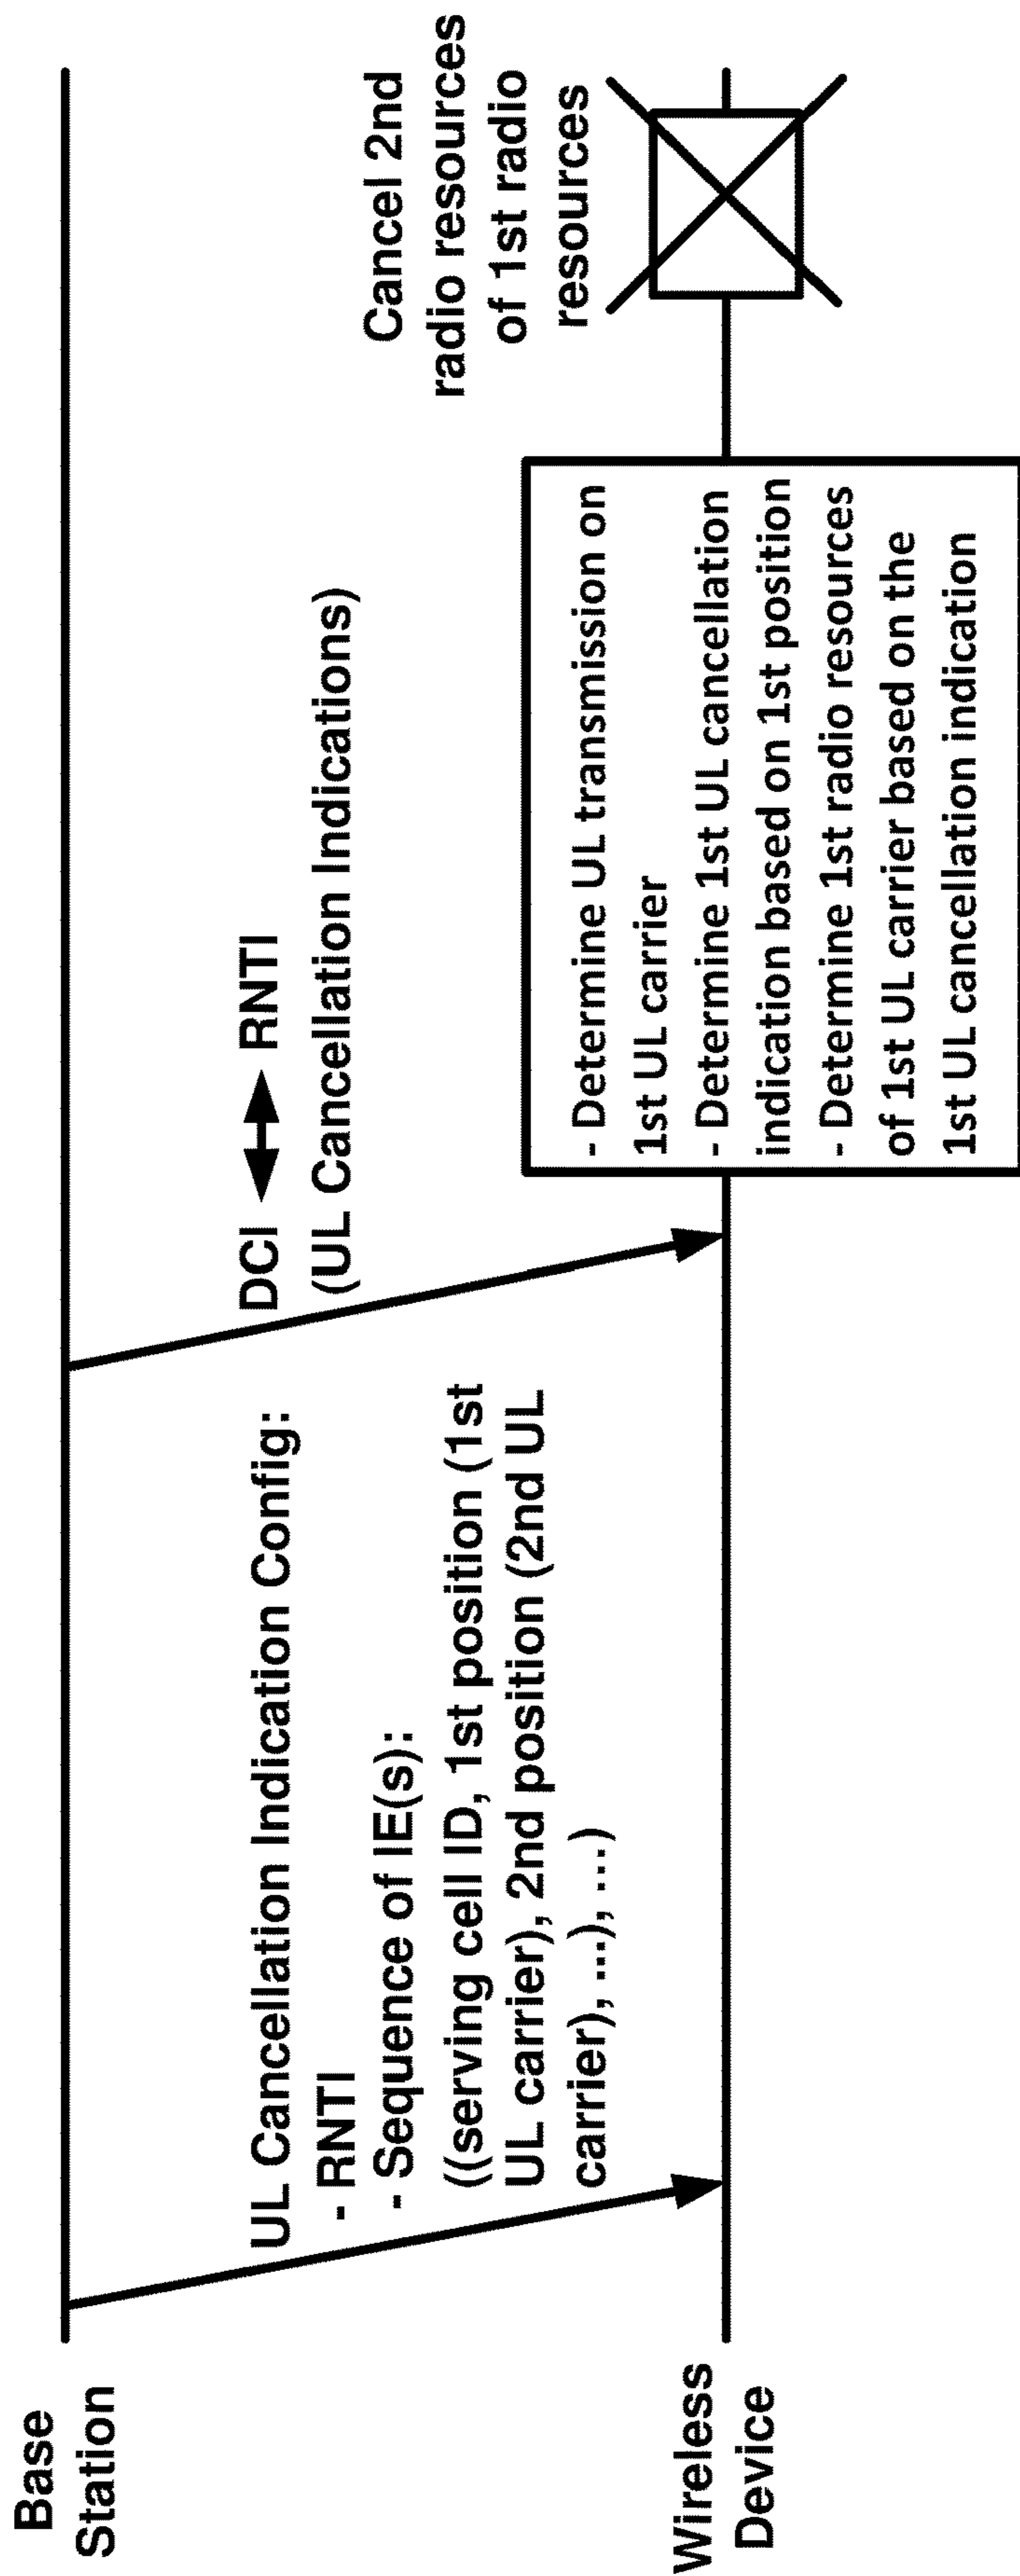 Base
Station
Wireless
Device
UL Cancellation Indication Config:
- RNTI
- Sequence of IE(s):
((serving cell ID, 1st position (1st
UL carrier), 2nd position (2nd UL
carrier), ...), ...)
DCI ↔ RNTI
(UL Cancellation Indications)
- Determine UL transmission on
1st UL carrier
- Determine 1st UL cancellation
indication based on 1st position
- Determine 1st radio resources
of 1st UL carrier based on the
1st UL cancellation indication
Cancel 2nd
radio resources
of 1st radio
resources